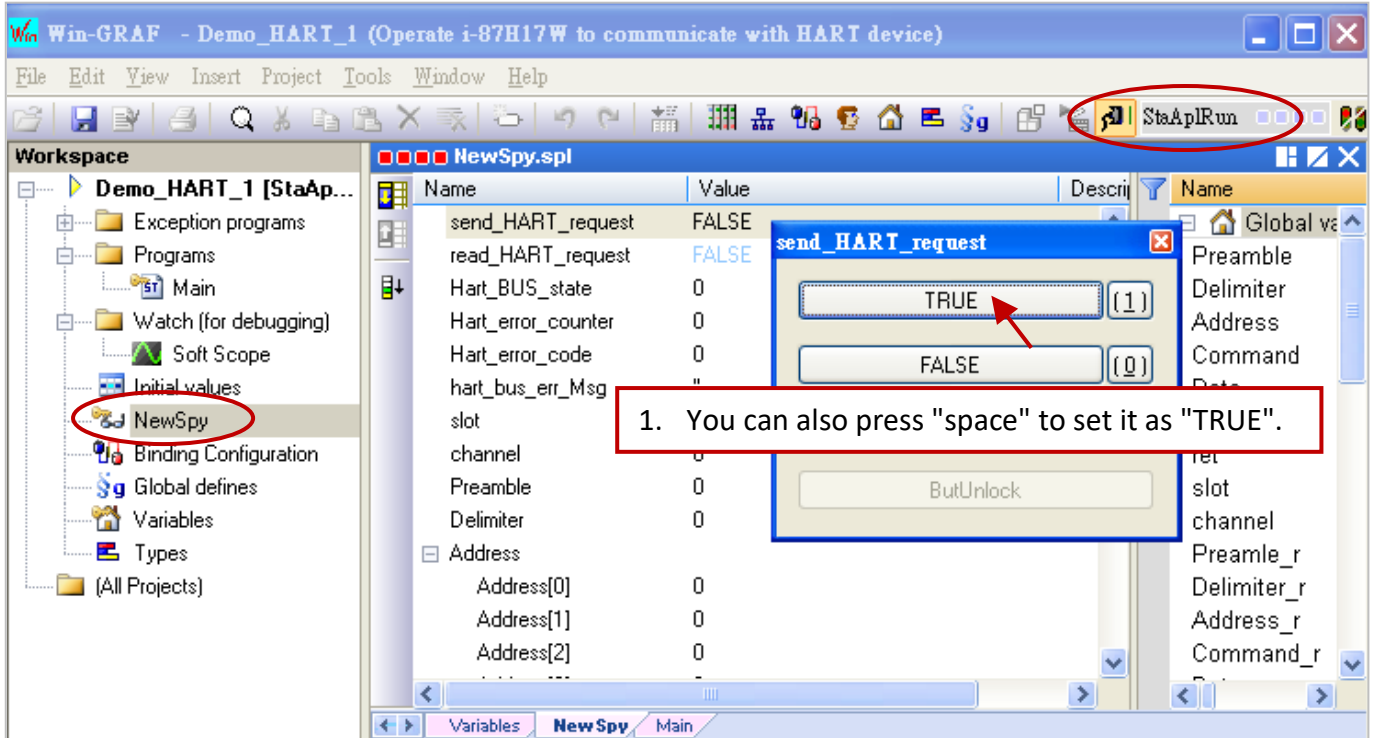 Win-GRAF - Demo_HART_1 (Operate i-87H17W to communicate with HART device)
File Edit View Insert Project Tools Window Help
StaAplRun
Workspace
Demo_HART_1 [StaAp...
Exception programs
Programs
Main
Watch (for debugging)
Soft Scope
Initial values
NewSpy
Binding Configuration
Global defines
Variables
Types
(All Projects)
NewSpy.spl
Name Value Descrip
send_HART_request FALSE
read_HART_request FALSE
Hart_BUS_state 0
Hart_error_counter 0
Hart_error_code 0
hart_bus_err_Msg ''
slot
channel 0
Preamble 0
Delimiter 0
Address
Address[0] 0
Address[1] 0
Address[2] 0
Variables NewSpy Main
send_HART_request
TRUE (1)
FALSE (0)
1. You can also press "space" to set it as "TRUE".
ButUnlock
Name
Global va
Preamble
Delimiter
Address
Command
ret
slot
channel
Preamle_r
Delimiter_r
Address_r
Command_r